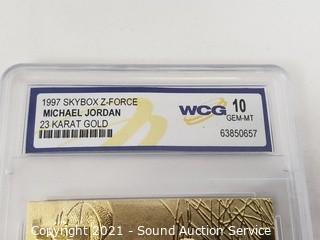 1997 SKYBOX Z-FORCE
MICHAEL JORDAN
23 KARAT GOLD
WCG 10
GEM-MT
63850657
Copyright 2021 - Sound Auction Service